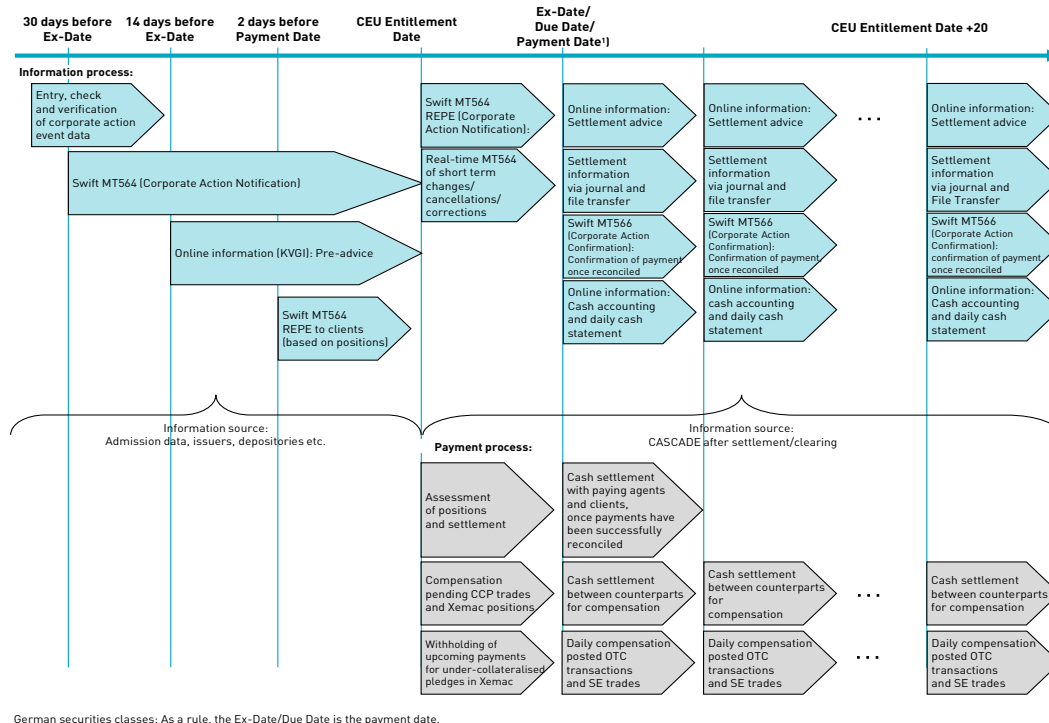 30 days before
Ex-Date
14 days before
Ex-Date
2 days before
Payment Date
CEU Entitlement
Date
Ex-Date/
Due Date/
Payment Date¹)
CEU Entitlement Date +20
Information process:
Entry, check
and verification
of corporate action
event data
Swift MT564
REPE (Corporate
Action Notification):
Online information:
Settlement advice
Online information:
Settlement advice
...
Online information:
Settlement advice
Swift MT564 (Corporate Action Notification)
Real-time MT564
of short term
changes/
cancellations/
corrections
Settlement
information
via journal and
file transfer
Settlement
information
via journal and
file transfer
Settlement
information
via journal and
File Transfer
Online information (KVGI): Pre-advice
Swift MT566
(Corporate Action
Confirmation):
Confirmation of payment
once reconciled
Swift MT566
(Corporate Action
Confirmation):
Confirmation of payment
once reconciled
Swift MT566
(Corporate Action
Confirmation):
confirmation of payment
once reconciled
Swift MT564
REPE to clients
(based on positions)
Online information:
Cash accounting
and daily cash
statement
Online information:
cash accounting
and daily cash
statement
Online information:
Cash accounting
and daily cash
statement
Information source:
Admission data, issuers, depositories etc.
Information source:
CASCADE after settlement/clearing
Payment process:
Assessment
of positions
and settlement
Cash settlement
with paying agents
and clients,
once payments have
been successfully
reconciled
Compensation
pending CCP trades
and Xemac positions
Cash settlement
between counterparts
for compensation
Cash settlement
between counterparts
for
compensation
...
Cash settlement
between counterparts
for compensation
Withholding of
upcoming payments
for under-collateralised
pledges in Xemac
Daily compensation
posted OTC
transactions
and SE trades
Daily compensation
posted OTC
transactions
and SE trades
...
Daily compensation
posted OTC
transactions
and SE trades
German securities classes: As a rule, the Ex-Date/Due Date is the payment date.